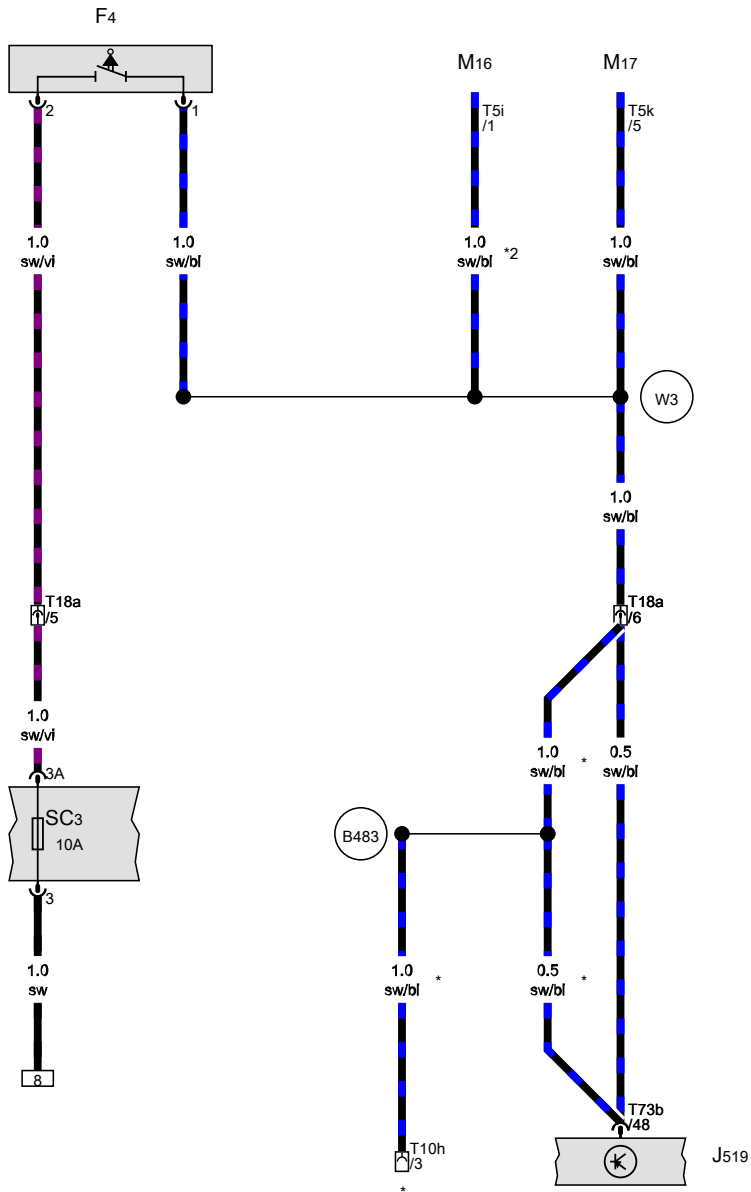 F4
M16
M17
2
1
T5i
/1
T5k
/5
1.0
sw/vi
1.0
sw/bl
1.0
sw/bl
*2
1.0
sw/bl
W3
1.0
sw/bl
T18a
/5
T18a
/6
1.0
sw/vi
1.0
sw/bl
*
0.5
sw/bl
3A
SC3
10A
B483
3
1.0
sw
1.0
sw/bl
*
0.5
sw/bl
*
8
T73b
/48
T10h
/3
*
J519